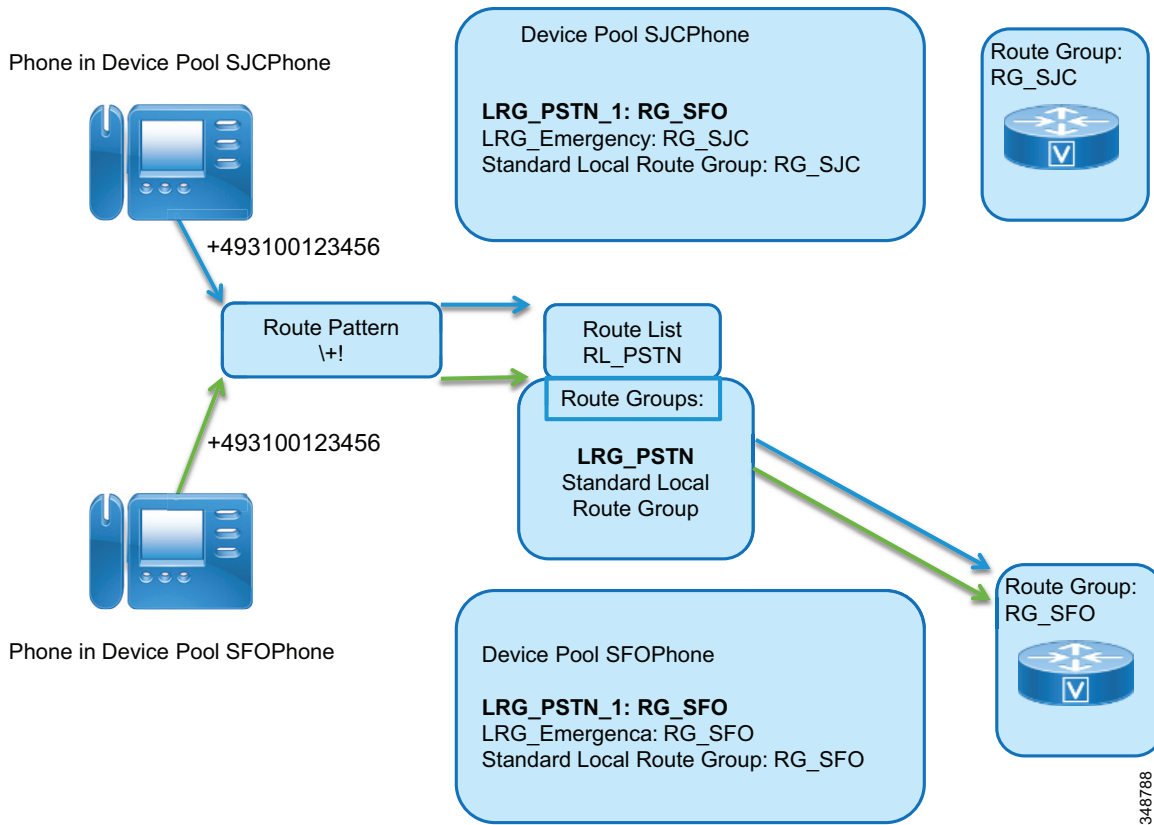 Phone in Device Pool SJCPhone
Device Pool SJCPhone
LRG_PSTN_1: RG_SFO
LRG_Emergency: RG_SJC
Standard Local Route Group: RG_SJC
Route Group:
RG_SJC
V
+493100123456
Route Pattern
\+!
Route List
RL_PSTN
Route Groups:
LRG_PSTN
Standard Local
Route Group
+493100123456
Phone in Device Pool SFOPhone
Device Pool SFOPhone
LRG_PSTN_1: RG_SFO
LRG_Emergenca: RG_SFO
Standard Local Route Group: RG_SFO
Route Group:
RG_SFO
V
348788